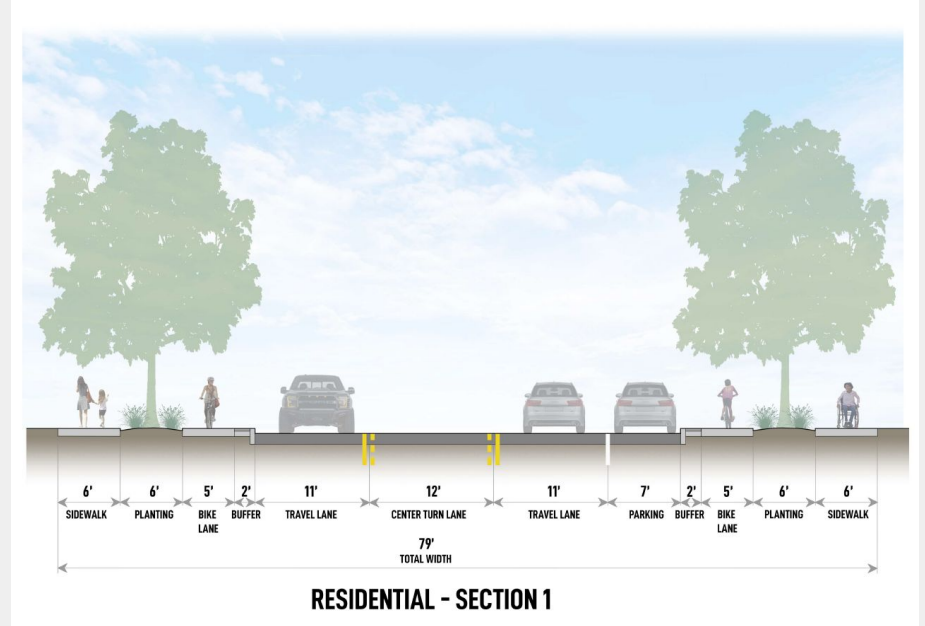 6' 6' 5' 2' 11' 12' 11' 7' 2' 5' 6' 6'
SIDEWALK PLANTING BIKE BUFFER TRAVEL LANE CENTER TURN LANE TRAVEL LANE PARKING BUFFER BIKE PLANTING SIDEWALK
LANE LANE
79'
TOTAL WIDTH
RESIDENTIAL - SECTION 1